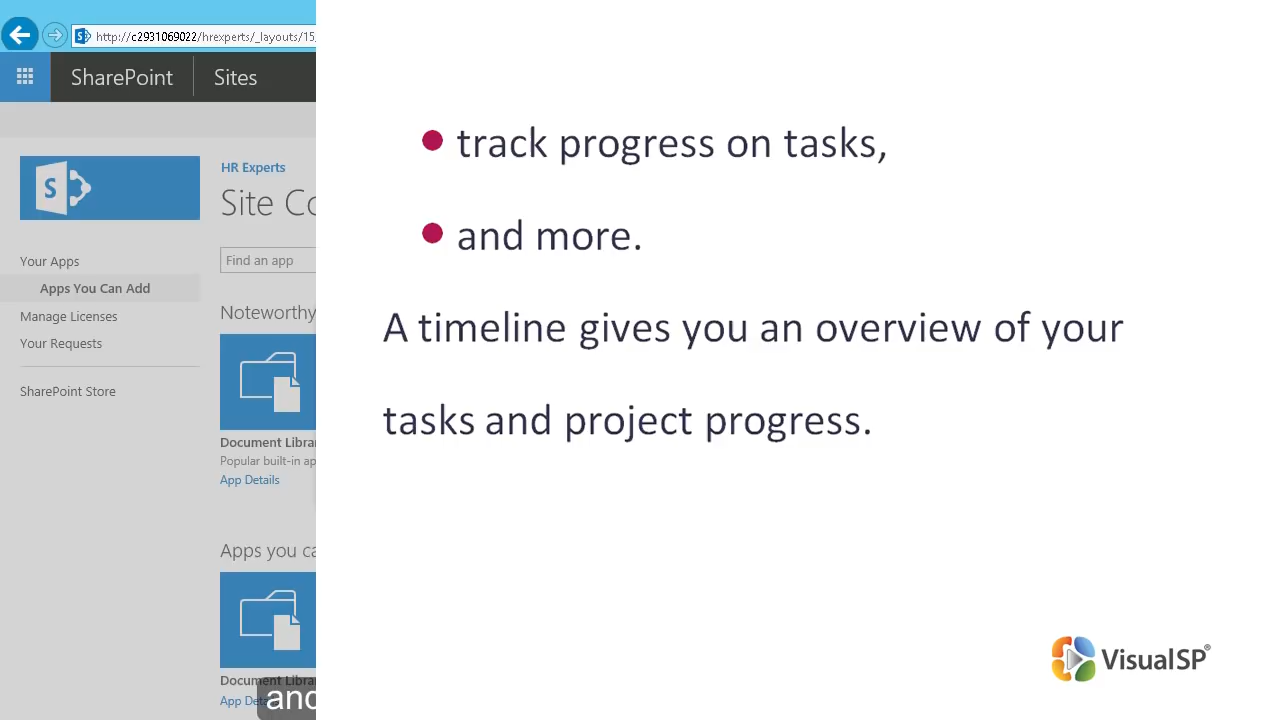 http://c2931069022/hrexperts/_layouts/15
SharePoint
Sites
HR Experts
Site Co
Your Apps
Apps You Can Add
Manage Licenses
Your Requests
SharePoint Store
Find an app
Noteworthy
Document Libra
Popular built-in ap
App Details
Apps you ca
Document Libra
App Deta
and
track progress on tasks,
and more.
A timeline gives you an overview of your
tasks and project progress.
VisualSP®